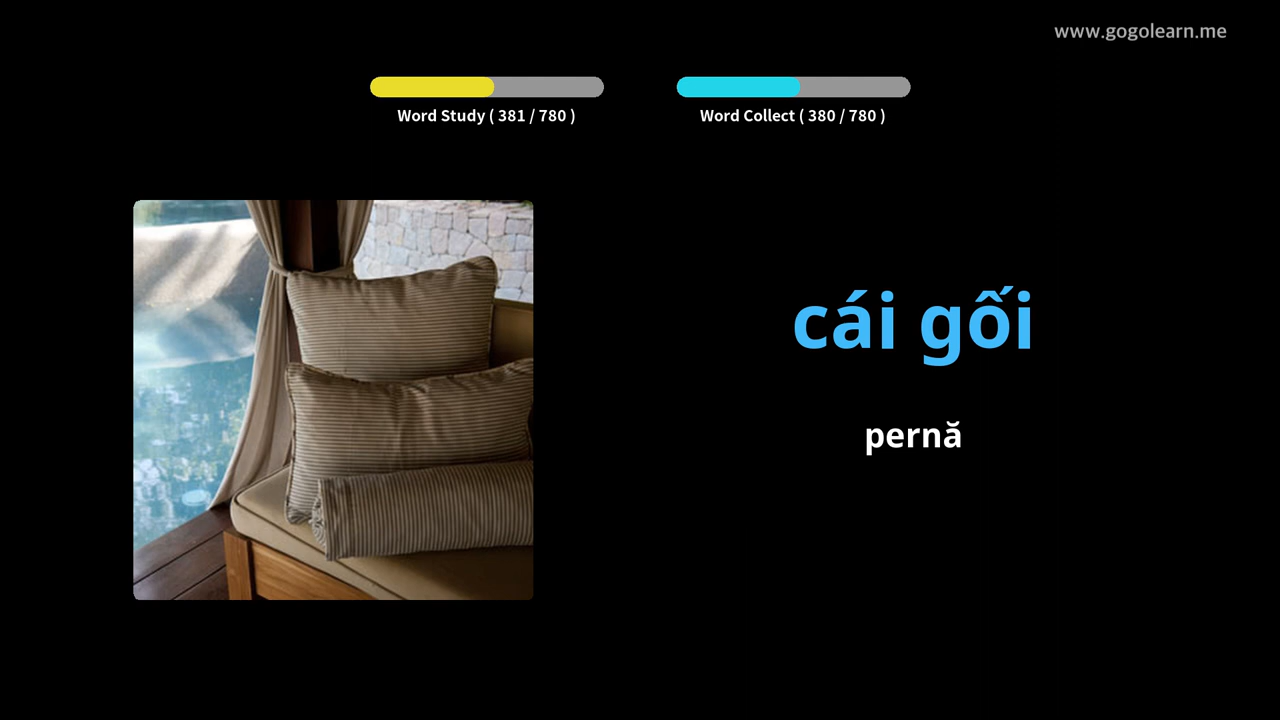 www.gogolearn.me
Word Study ( 381 / 780 )
Word Collect ( 380 / 780 )
cái gối
pernă